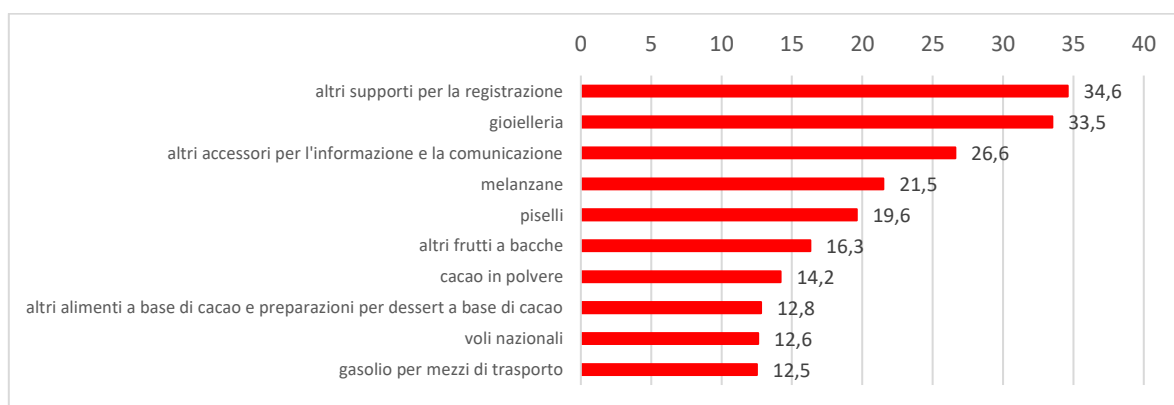 0 5 10 15 20 25 30 35 40
altri supporti per la registrazione 34,6
gioielleria 33,5
altri accessori per l'informazione e la comunicazione 26,6
melanzane 21,5
piselli 19,6
altri frutti a bacche 16,3
cacao in polvere 14,2
altri alimenti a base di cacao e preparazioni per dessert a base di cacao 12,8
voli nazionali 12,6
gasolio per mezzi di trasporto 12,5